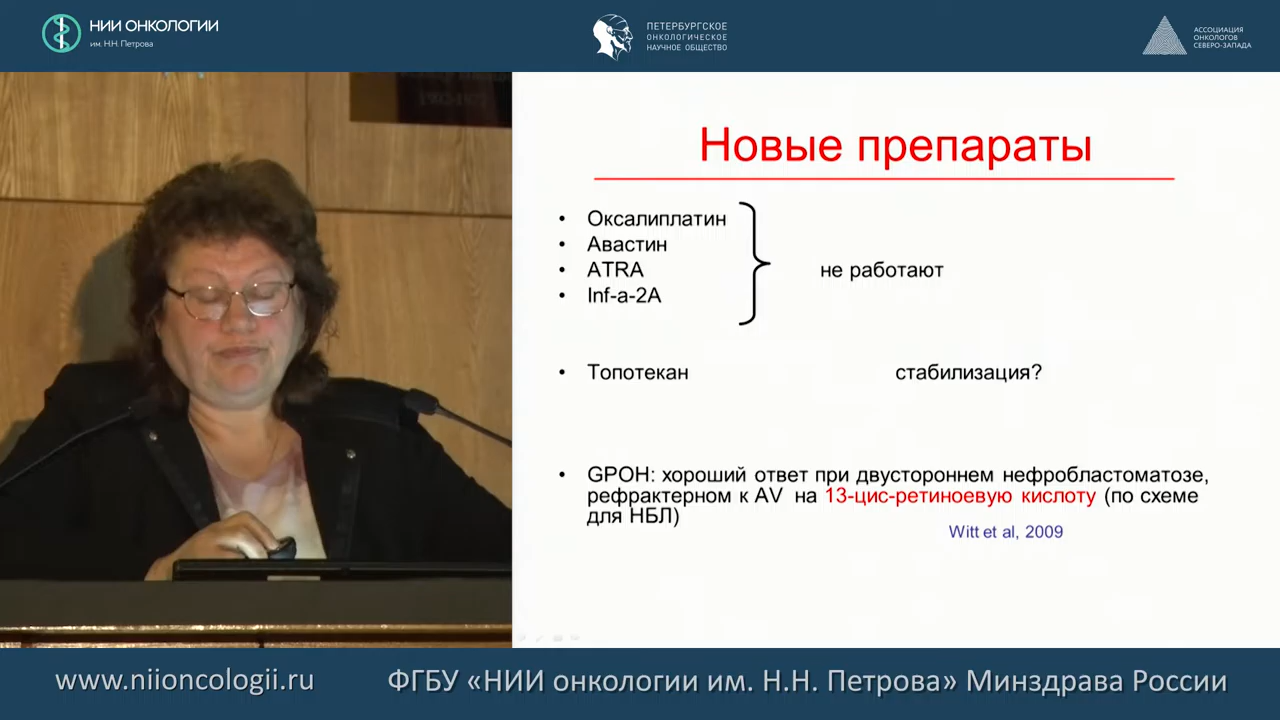 НИИ ОНКОЛОГИИ
им. Н.Н. Петрова
ПЕТЕРБУРГСКОЕ
ОНКОЛОГИЧЕСКОЕ
НАУЧНОЕ ОБЩЕСТВО
АССОЦИАЦИЯ
ОНКОЛОГОВ
СЕВЕРО-ЗАПАДА
Новые препараты
• Оксалиплатин
• Авастин
• ATRA
• Inf-a-2A
не работают
• Топотекан
стабилизация?
• GPOH: хороший ответ при двустороннем нефробластоматозе,
рефрактерном к AV на 13-цис-ретиноевую кислоту (по схеме
для НБЛ)
Witt et al, 2009
www.niioncologii.ru
ФГБУ «НИИ онкологии им. Н.Н. Петрова» Минздрава России